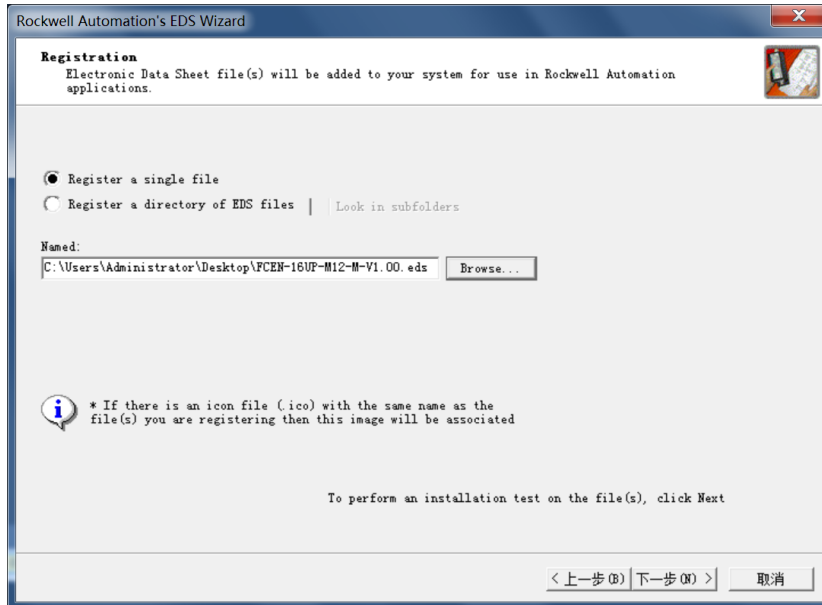 Rockwell Automation's EDS Wizard
Registration
Electronic Data Sheet file(s) will be added to your system for use in Rockwell Automation
applications.
Register a single file
Register a directory of EDS files
Look in subfolders
Named:
C:\Users\Administrator\Desktop\FCEN-16UP-M12-M-V1.00.eds
Browse...
* If there is an icon file (.ico) with the same name as the
file(s) you are registering then this image will be associated
To perform an installation test on the file(s), click Next
< 上一步(B)
下一步(N) >
取消